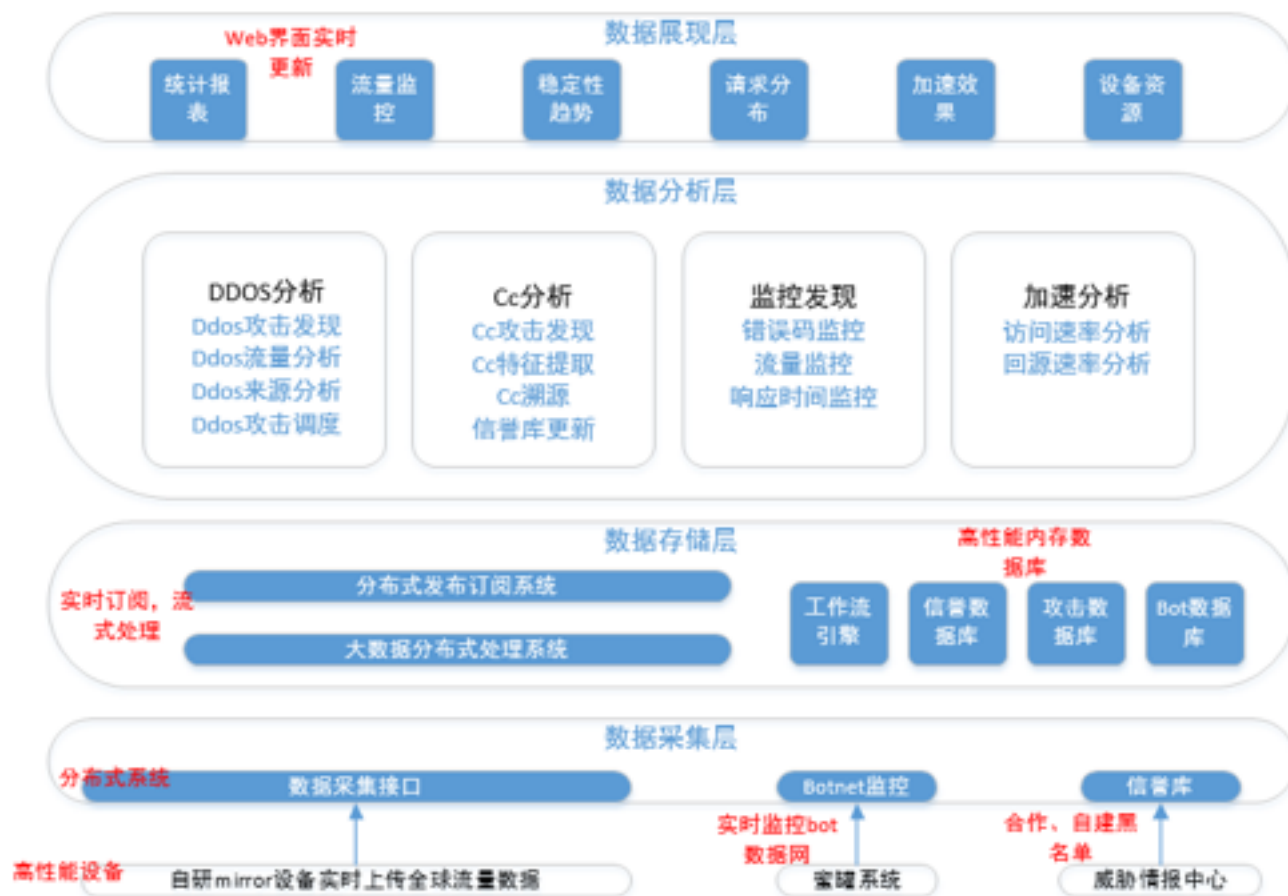 数据展现层
Web界面实时
更新
统计报
表
流量监
控
稳定性
趋势
请求分
布
加速效
果
设备资
源
数据分析层
DDOS分析
Ddos攻击发现
Ddos流量分析
Ddos来源分析
Ddos攻击调度
Cc分析
Cc攻击发现
Cc特征提取
Cc溯源
信誉库更新
监控发现
错误码监控
流量监控
响应时间监控
加速分析
访问速率分析
回源速率分析
数据存储层
实时订阅，流
式处理
分布式发布订阅系统
大数据分布式处理系统
高性能内存数
据库
工作流
引擎
信誉数
据库
攻击数
据库
Bot数据
库
数据采集层
分布式系统
数据采集接口
Botnet监控
信誉库
实时监控bot
数据网
合作、自建黑
名单
高性能设备
自研mirror设备实时上传全球流量数据
蜜罐系统
威胁情报中心